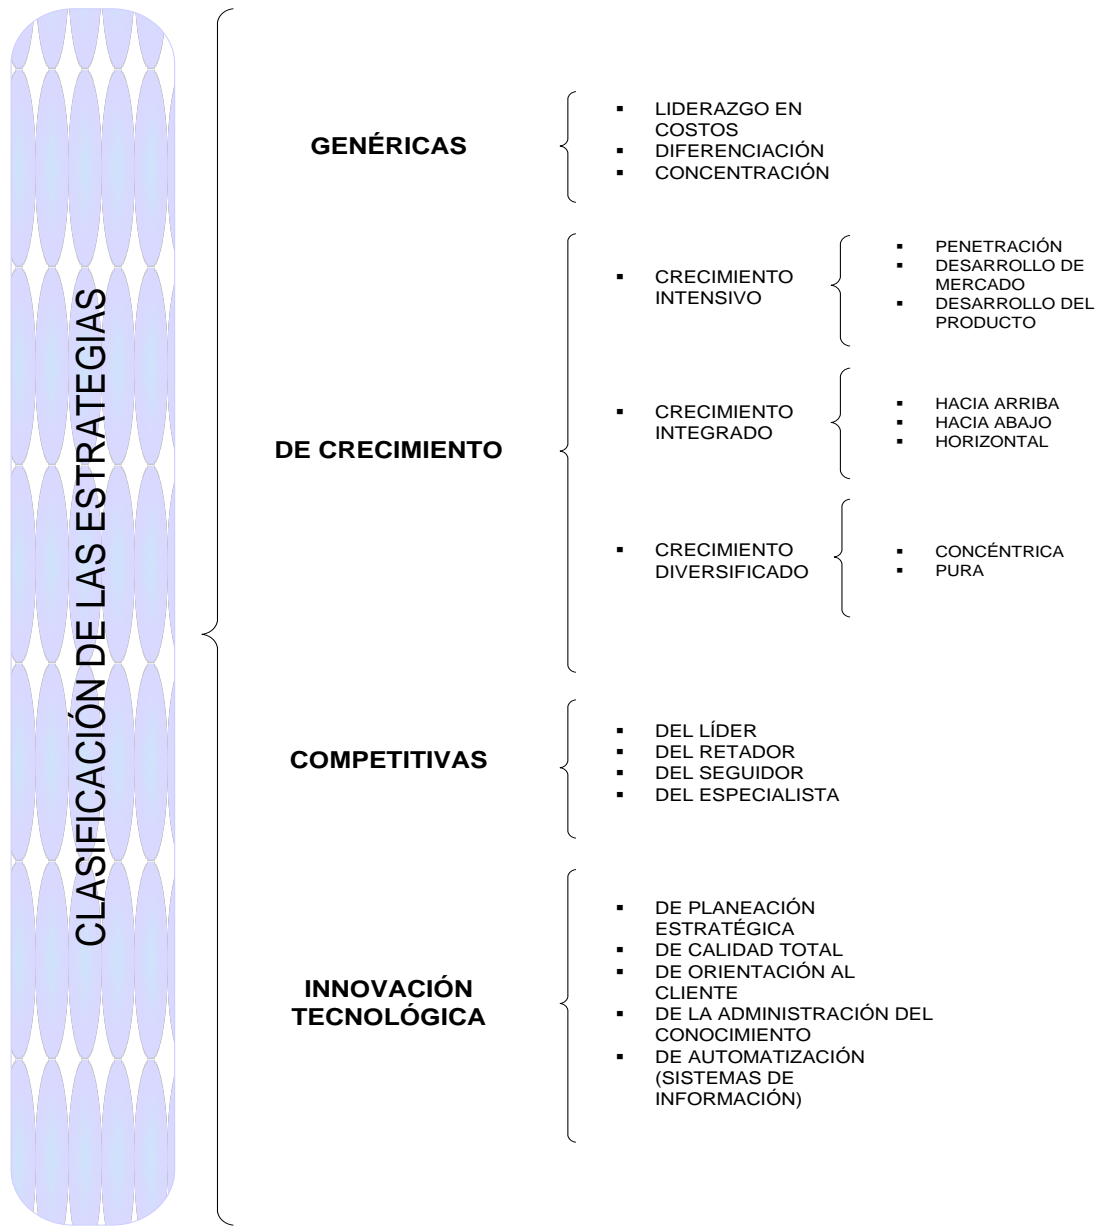 CLASIFICACIÓN DE LAS ESTRATEGIAS
GENÉRICAS
▪ LIDERAZGO EN
COSTOS
▪ DIFERENCIACIÓN
▪ CONCENTRACIÓN
DE CRECIMIENTO
▪ CRECIMIENTO
INTENSIVO
▪ PENETRACIÓN
▪ DESARROLLO DE
MERCADO
▪ DESARROLLO DEL
PRODUCTO
▪ CRECIMIENTO
INTEGRADO
▪ HACIA ARRIBA
▪ HACIA ABAJO
▪ HORIZONTAL
▪ CRECIMIENTO
DIVERSIFICADO
▪ CONCÉNTRICA
▪ PURA
COMPETITIVAS
▪ DEL LÍDER
▪ DEL RETADOR
▪ DEL SEGUIDOR
▪ DEL ESPECIALISTA
INNOVACIÓN
TECNOLÓGICA
▪ DE PLANEACIÓN
ESTRATÉGICA
▪ DE CALIDAD TOTAL
▪ DE ORIENTACIÓN AL
CLIENTE
▪ DE LA ADMINISTRACIÓN DEL
CONOCIMIENTO
▪ DE AUTOMATIZACIÓN
(SISTEMAS DE
INFORMACIÓN)